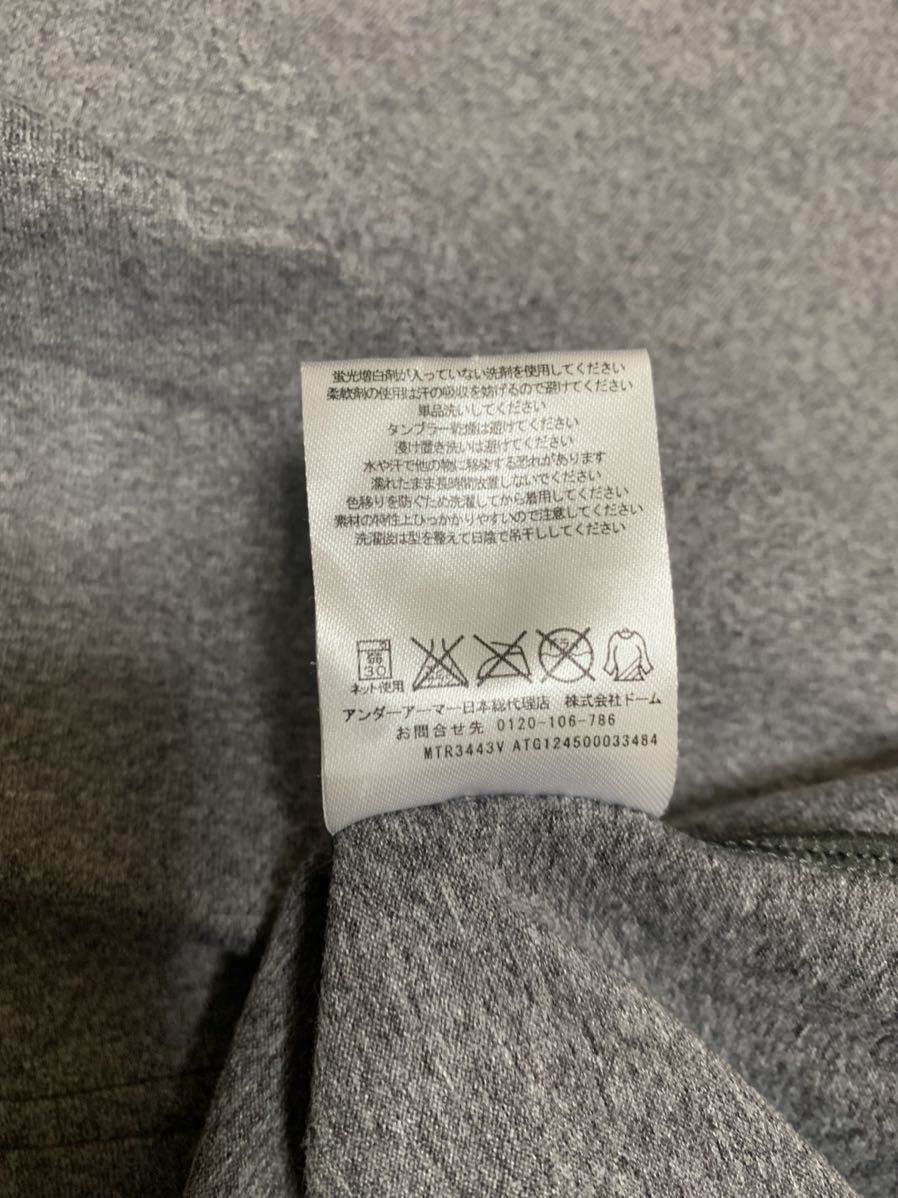 蛍光増白剤が入っていない洗剤を使用してください
柔軟剤の使用は汗の吸収を妨げるので避けてください
単品洗いしてください
タンブラー乾燥は避けてください
浸け置き洗いは避けてください
水や汗で他の物に移染する恐れがあります
濡れたまま長時間放置しないでください
色移りを防ぐため洗濯してから着用してください
素材の特性上ひっかかりやすいので注意してください
洗濯後は型を整えて日陰で吊干ししてください
弱
30
ネット使用
アンダーアーマー日本総代理店 株式会社ドーム
お問合せ先 0120-106-786
MTR3443V ATG124500033484